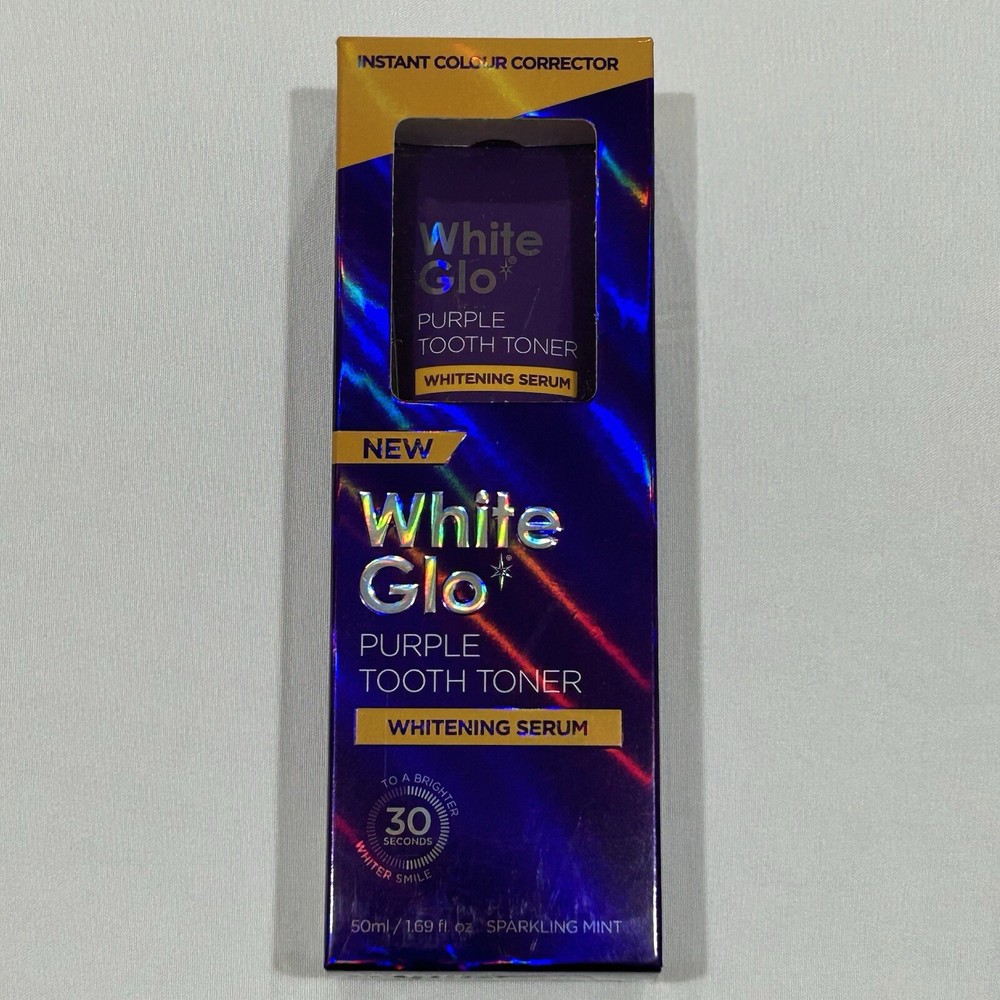 INSTANT COLOUR CORRECTOR
White
Glo®
PURPLE
TOOTH TONER
WHITENING SERUM
NEW
White
Glo®
PURPLE
TOOTH TONER
WHITENING SERUM
TO A BRIGHTER
30
SECONDS
WHITER SMILE
50ml / 1.69 fl. oz SPARKLING MINT